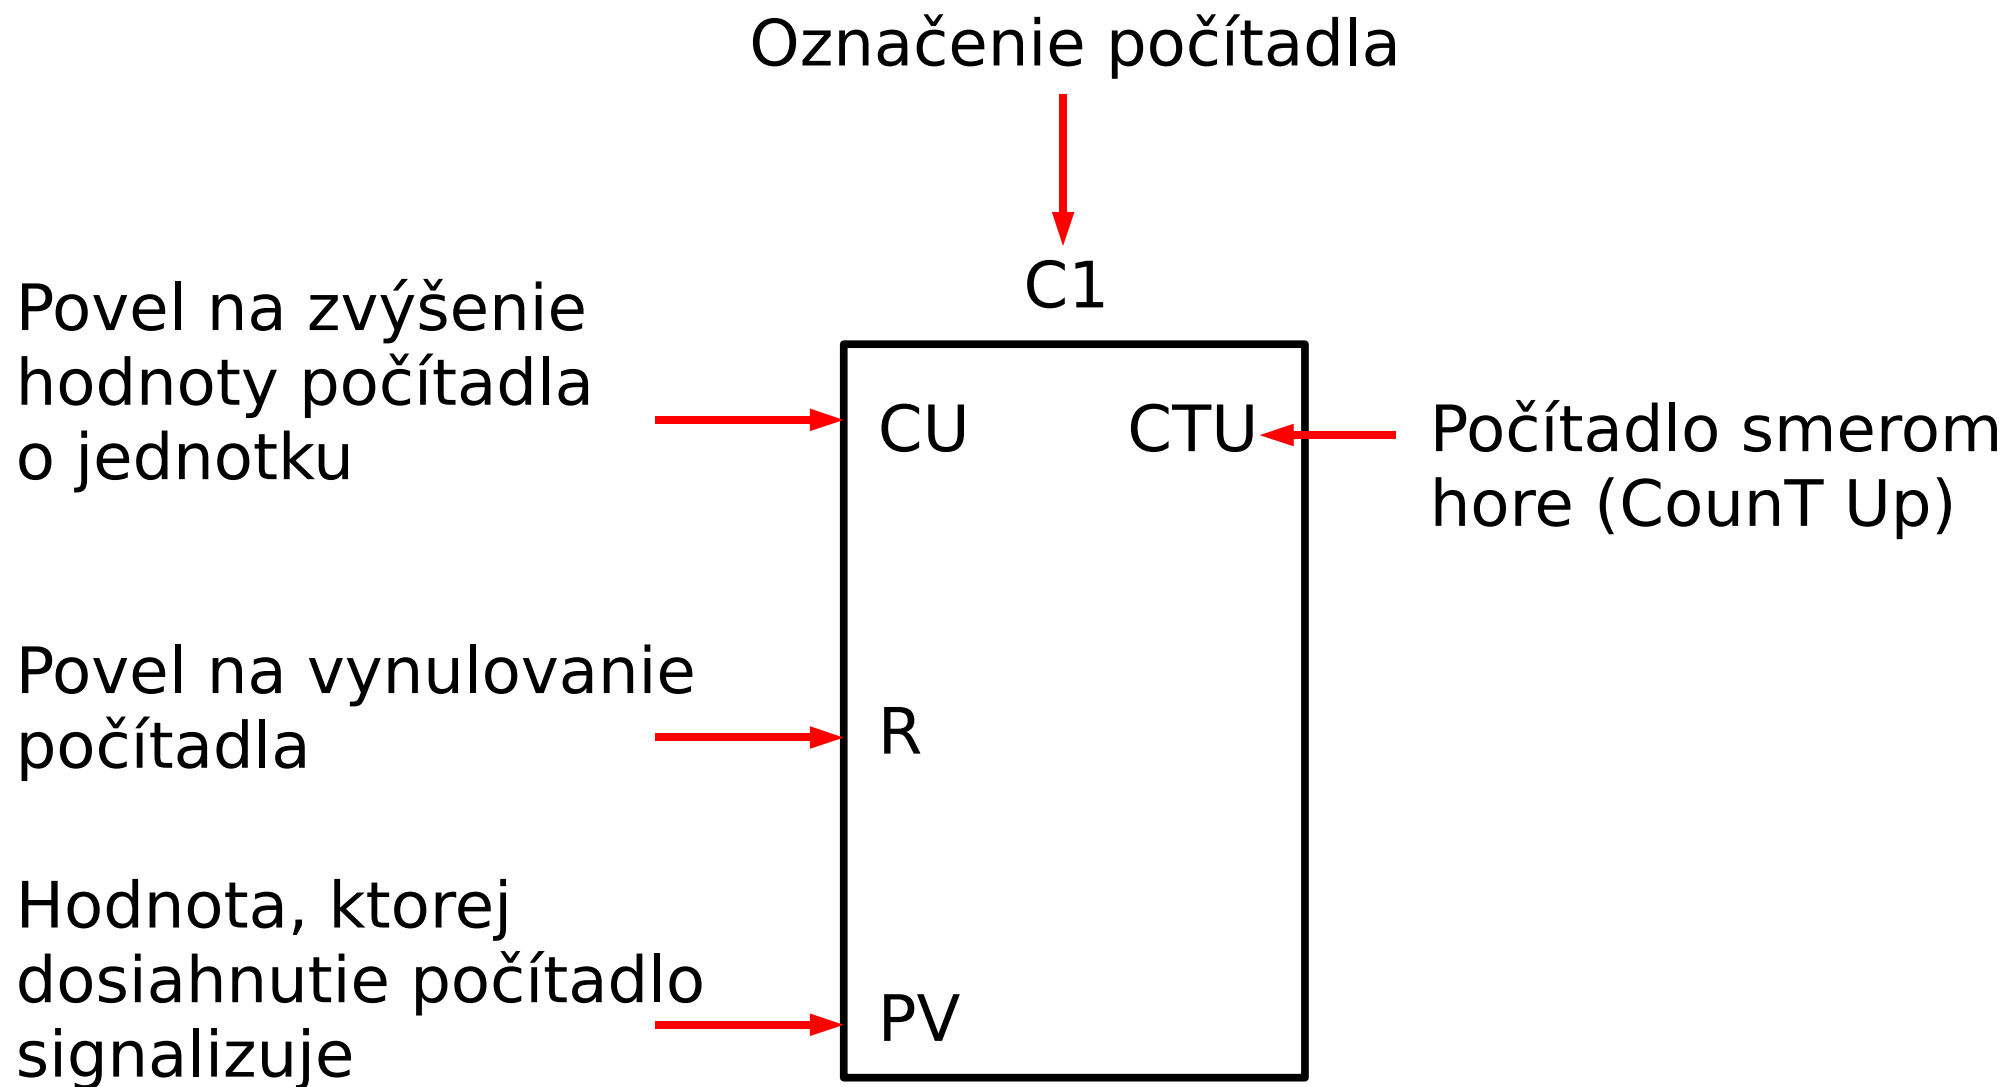 Označenie počítadla
C1
Povel na zvýšenie
hodnoty počítadla
o jednotku
CU
CTU
Počítadlo smerom
hore (CounT Up)
Povel na vynulovanie
počítadla
R
Hodnota, ktorej
dosiahnutie počítadlo
signalizuje
PV